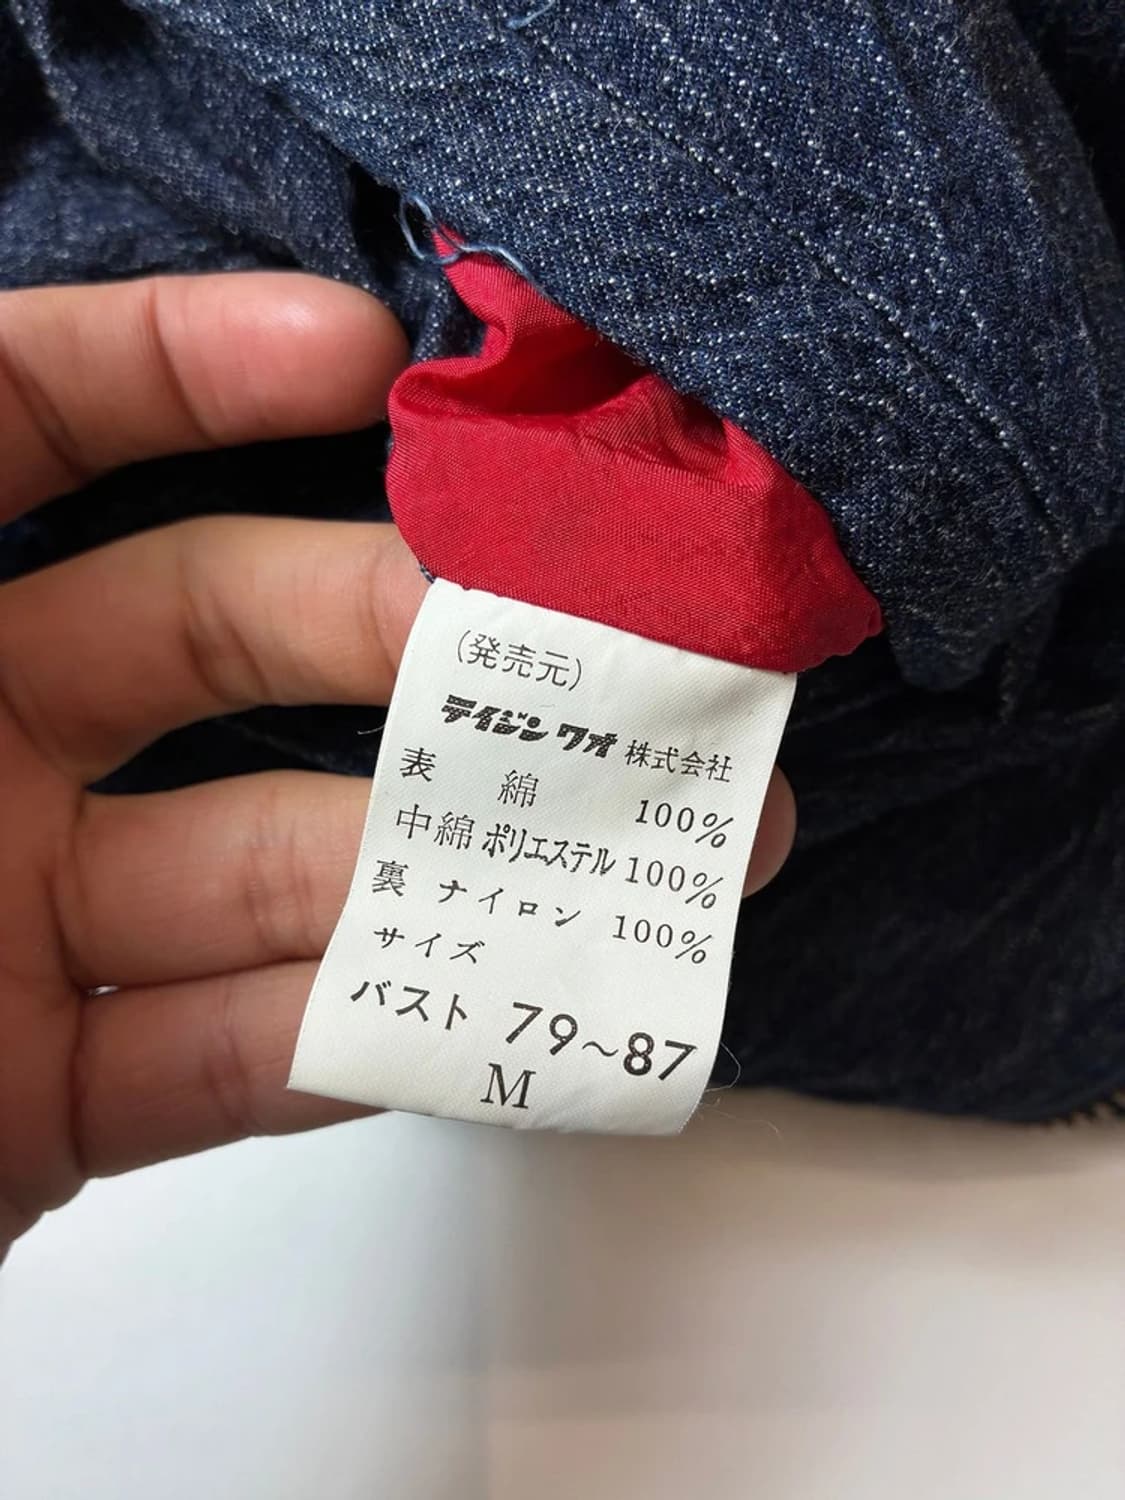 (発売元)
テイジン ワオ 株式会社
表 綿 100%
中綿 ポリエステル 100%
裏 ナイロン 100%
サイズ
バスト 79~87
M